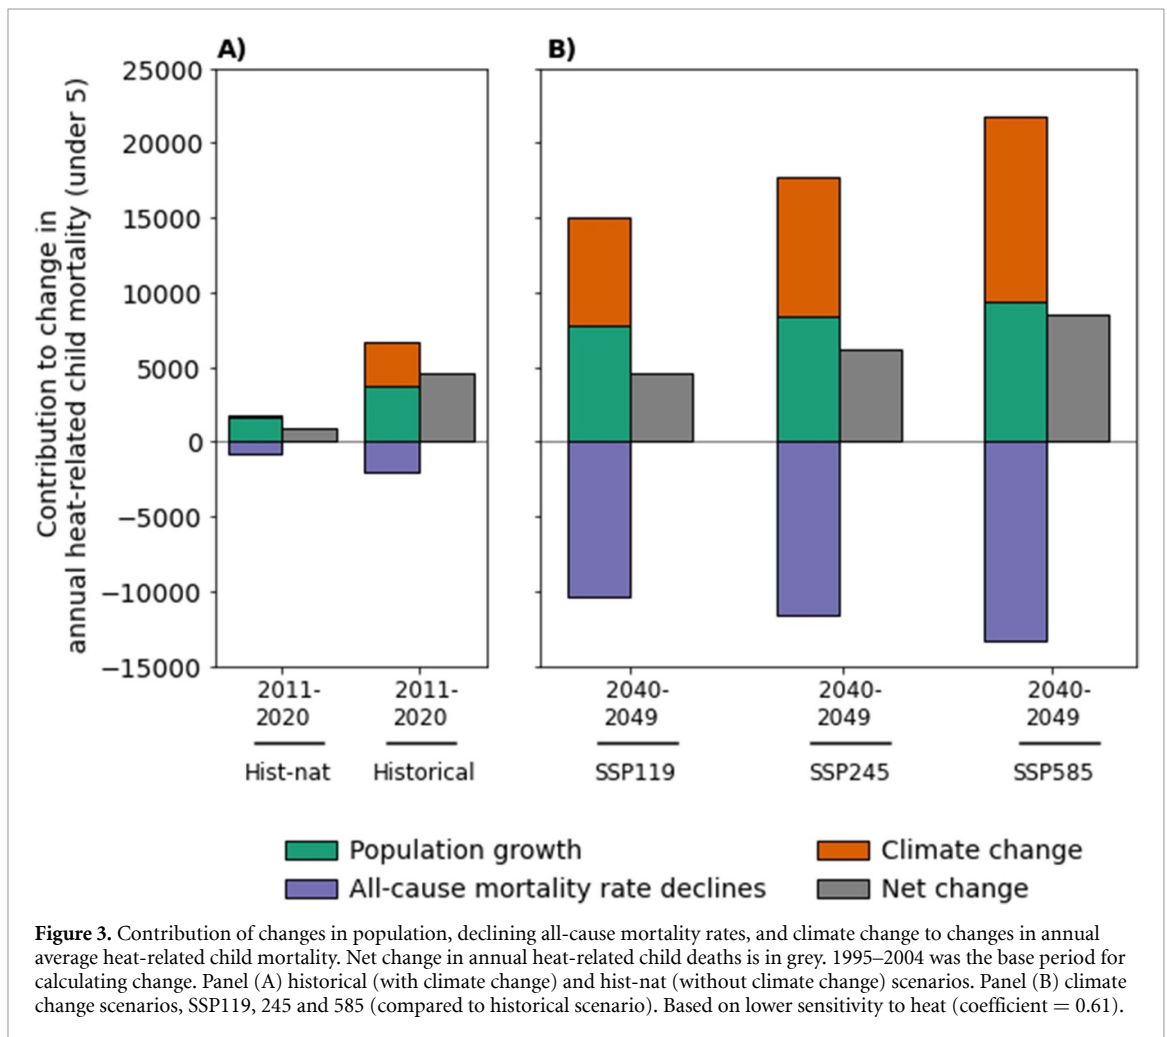 A)
B)
Contribution to change in
annual heat-related child mortality (under 5)
25000
20000
15000
10000
5000
0
−5000
−10000
−15000
2011-
2020
Hist-nat
2011-
2020
Historical
2040-
2049
SSP119
2040-
2049
SSP245
2040-
2049
SSP585
Population growth
All-cause mortality rate declines
Climate change
Net change
Figure 3. Contribution of changes in population, declining all-cause mortality rates, and climate change to changes in annual
average heat-related child mortality. Net change in annual heat-related child deaths is in grey. 1995–2004 was the base period for
calculating change. Panel (A) historical (with climate change) and hist-nat (without climate change) scenarios. Panel (B) climate
change scenarios, SSP119, 245 and 585 (compared to historical scenario). Based on lower sensitivity to heat (coefficient = 0.61).